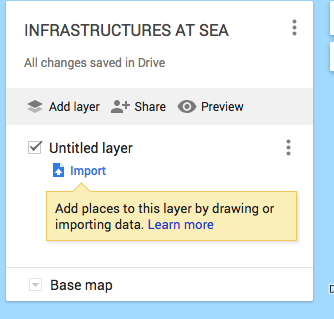 INFRASTRUCTURES AT SEA
All changes saved in Drive
Add layer Share Preview
Untitled layer
Import
Add places to this layer by drawing or
importing data. Learn more
Base map